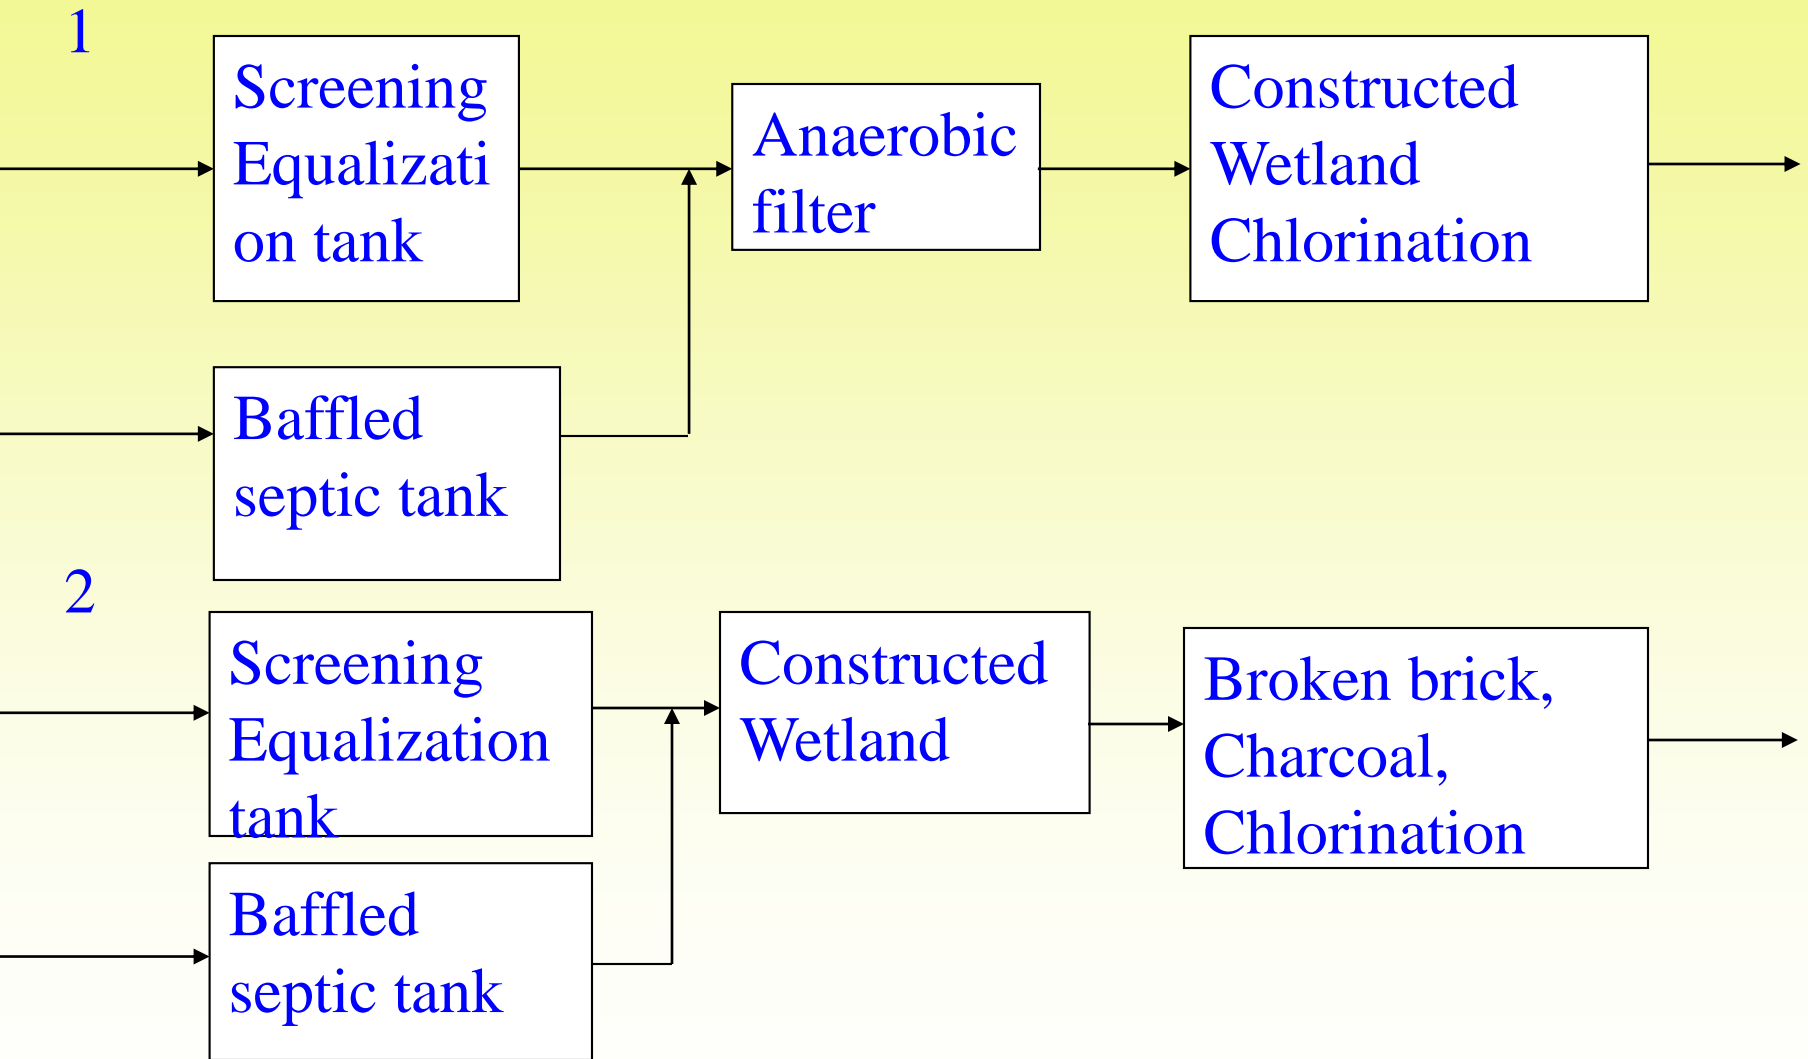 1
Screening
Equalizati
on tank
Anaerobic
filter
Constructed
Wetland
Chlorination
Baffled
septic tank
2
Screening
Equalization
tank
Constructed
Wetland
Broken brick,
Charcoal,
Chlorination
Baffled
septic tank